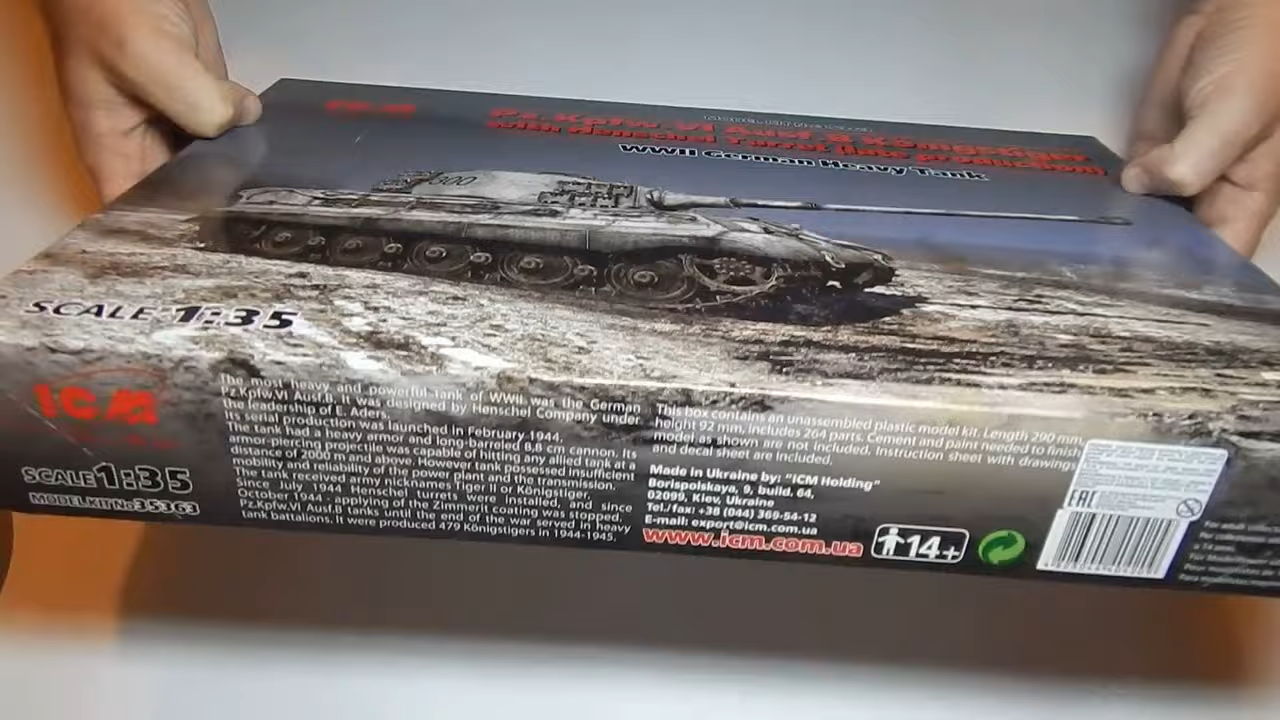 ICM
Pz.Kpfw.VI Ausf.B Königstiger
with Henschel Turret (late production)
WWII German Heavy Tank
300
SCALE 1:35
ICM
SCALE 1:35
MODEL KIT № 35363
The most heavy and powerful tank of WWII was the German
Pz.Kpfw.VI Ausf.B. It was designed by Henschel Company under
the leadership of E. Aders.
Its serial production was launched in February 1944.
The tank had a heavy armor and long-barreled 8,8 cm cannon. Its
armor-piercing projectile was capable of hitting any allied tank at a
distance of 2000 m and above. However tank possessed insufficient
mobility and reliability of the power plant and the transmission.
The tank received army nickname: Tiger II or Königstiger.
Since July 1944 Henschel turrets were installed, and since
October 1944 - applying of the Zimmerit coating was stopped.
Pz.Kpfw.VI Ausf.B tanks until the end of the war served in heavy
tank battalions. It were produced 479 Königstigers in 1944-1945.
This box contains an unassembled plastic model kit. Length 290 mm,
height 92 mm. Includes 264 parts. Cement and paint needed to finish
model as shown are not included. Instruction sheet with drawings
and decal sheet are included.
Made in Ukraine by: "ICM Holding"
Borispolskaya, 9, build. 64,
02099, Kiev, Ukraine
Tel./fax: +38 (044) 369-54-12
E-mail: export@icm.com.ua
www.icm.com.ua
14+
EAC